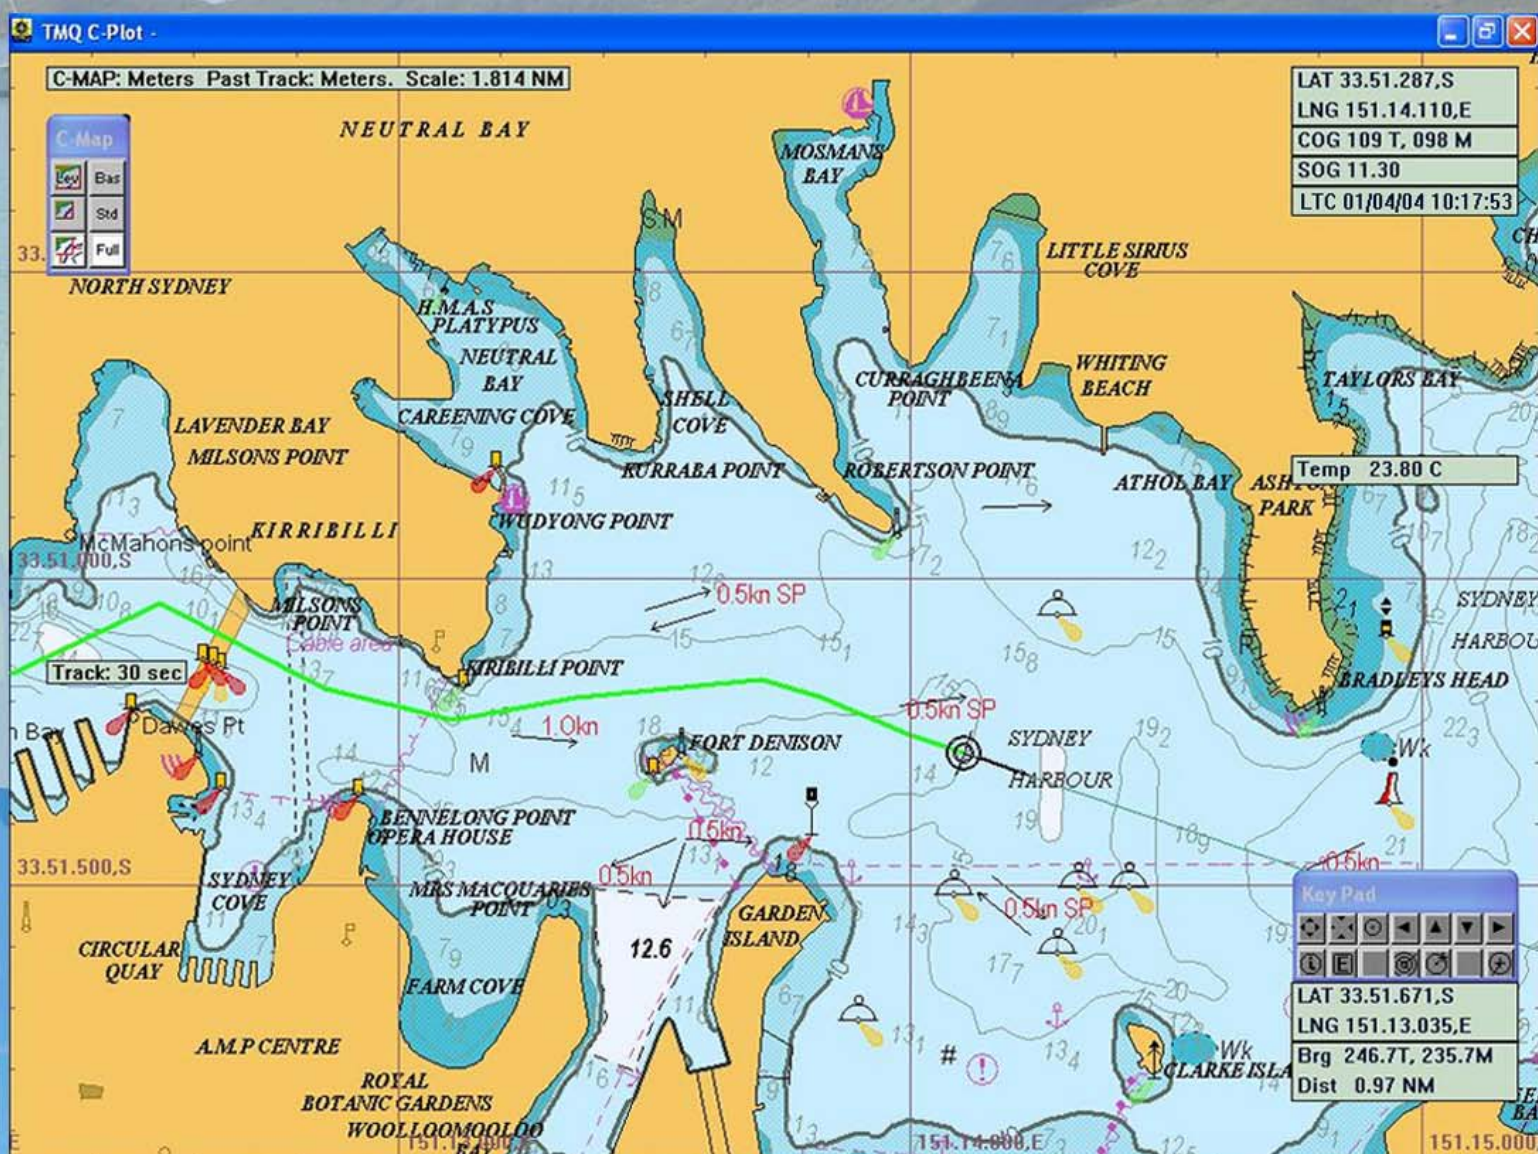 TMQ C-Plot -
C-MAP: Meters Past Track: Meters. Scale: 1.814 NM
LAT 33.51.287,S
LNG 151.14.110,E
COG 109 T, 098 M
SOG 11.30
LTC 01/04/04 10:17:53
C-Map
Lev Bas
Std
Full
NEUTRAL BAY
MOSMANS
BAY
S.M
33.
NORTH SYDNEY
LITTLE SIRIUS
COVE
H.M.A.S
PLATYPUS
NEUTRAL
BAY
CAREENING COVE
SHELL
COVE
CURRAGHBEENA
POINT
WHITING
BEACH
TAYLORS BAY
LAVENDER BAY
MILSONS POINT
KURRABA POINT
ROBERTSON POINT
ATHOL BAY
PARK
Temp 23.80 C
KIRRIBILLI
WUDYONG POINT
McMahons point
33.51.000,S
MILSONS
POINT
Cable area
0.5kn SP
SYDNEY
HARBOUR
Track: 30 sec
KIRIBILLI POINT
BRADLEYS HEAD
Dawes Pt
1.0kn
M
FORT DENISON
0.5kn SP
SYDNEY
HARBOUR
Wk
BENNELONG POINT
OPERA HOUSE
0.5kn
0.5kn
0.5kn
33.51.500,S
SYDNEY
COVE
MRS MACQUARIES
POINT
GARDEN
ISLAND
0.5kn SP
Key Pad
CIRCULAR
QUAY
12.6
FARM COVE
A.M.P CENTRE
LAT 33.51.671,S
LNG 151.13.035,E
Brg 246.7T, 235.7M
Dist 0.97 NM
#
Wk
CLARKE ISLA
ROYAL
BOTANIC GARDENS
WOOLLOOMOOLOO
BAY
151.15.000